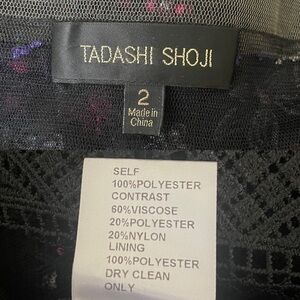 TADASHI SHOJI
2
Made in
China
SELF
100%POLYESTER
CONTRAST
60%VISCOSE
20%POLYESTER
20%NYLON
LINING
100%POLYESTER
DRY CLEAN
ONLY